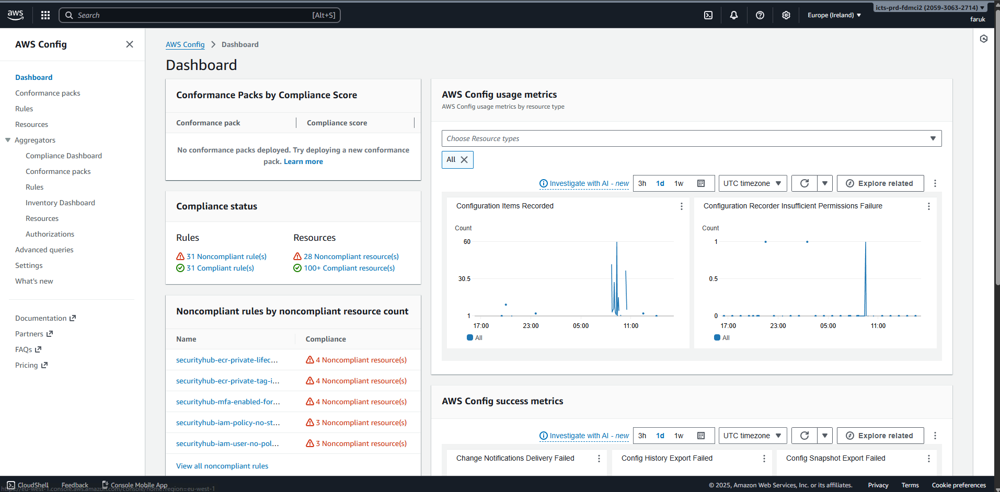 aws
Search
[Alt+S]
Europe (Ireland)
icts-prd-fdmci2 (2059-3063-2714)
faruk
AWS Config
Dashboard
Conformance packs
Rules
Resources
Aggregators
Compliance Dashboard
Conformance packs
Rules
Inventory Dashboard
Resources
Authorizations
Advanced queries
Settings
What's new
Documentation
Partners
FAQs
Pricing
AWS Config > Dashboard
Dashboard
Conformance Packs by Compliance Score
Conformance pack Compliance score
No conformance packs deployed. Try deploying a new conformance
pack. Learn more
Compliance status
Rules Resources
31 Noncompliant rule(s) 28 Noncompliant resource(s)
31 Compliant rule(s) 100+ Compliant resource(s)
Noncompliant rules by noncompliant resource count
Name Compliance
securityhub-ecr-private-lifec... 4 Noncompliant resource(s)
securityhub-ecr-private-tag-i... 4 Noncompliant resource(s)
securityhub-mfa-enabled-for... 4 Noncompliant resource(s)
securityhub-iam-policy-no-st... 3 Noncompliant resource(s)
securityhub-iam-user-no-pol... 3 Noncompliant resource(s)
View all noncompliant rules
AWS Config usage metrics
AWS Config usage metrics by resource type
Choose Resource types
All
Investigate with AI - new 3h 1d 1w UTC timezone Explore related
Configuration Items Recorded
Count
60
30.5
1
17:00 23:00 05:00 11:00
All
Configuration Recorder Insufficient Permissions Failure
Count
1
0.5
0
17:00 23:00 05:00 11:00
All
AWS Config success metrics
Investigate with AI - new 3h 1d 1w UTC timezone Explore related
Change Notifications Delivery Failed
Config History Export Failed
Config Snapshot Export Failed
CloudShell Feedback Console Mobile App
https://eu-west-1.console.aws.amazon.com/console/home?region=eu-west-1
© 2025, Amazon Web Services, Inc. or its affiliates. Privacy Terms Cookie preferences